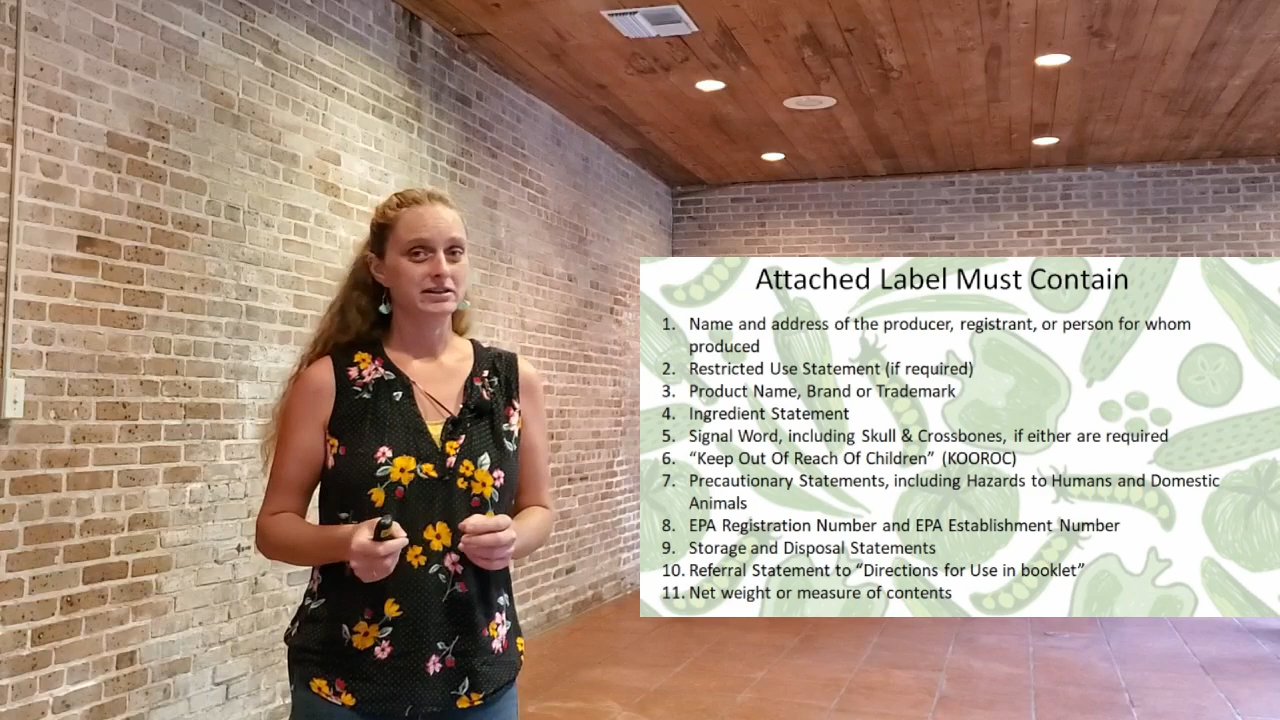 Attached Label Must Contain
1. Name and address of the producer, registrant, or person for whom
produced
2. Restricted Use Statement (if required)
3. Product Name, Brand or Trademark
4. Ingredient Statement
5. Signal Word, including Skull & Crossbones, if either are required
6. “Keep Out Of Reach Of Children” (KOOROC)
7. Precautionary Statements, including Hazards to Humans and Domestic
Animals
8. EPA Registration Number and EPA Establishment Number
9. Storage and Disposal Statements
10. Referral Statement to “Directions for Use in booklet”
11. Net weight or measure of contents